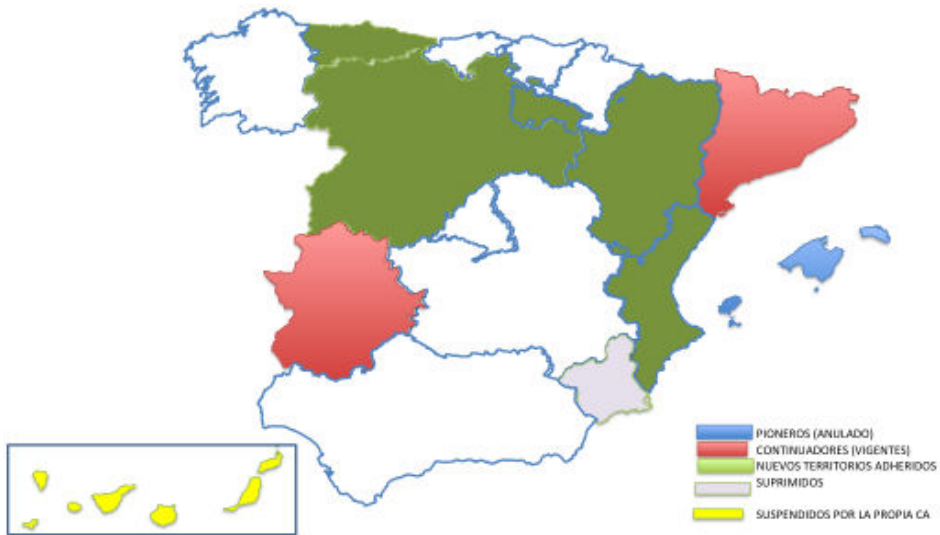 PIONEROS (ANULADO)
CONTINUADORES (VIGENTES)
NUEVOS TERRITORIOS ADHERIDOS
SUPRIMIDOS
SUSPENDIDOS POR LA PROPIA CA